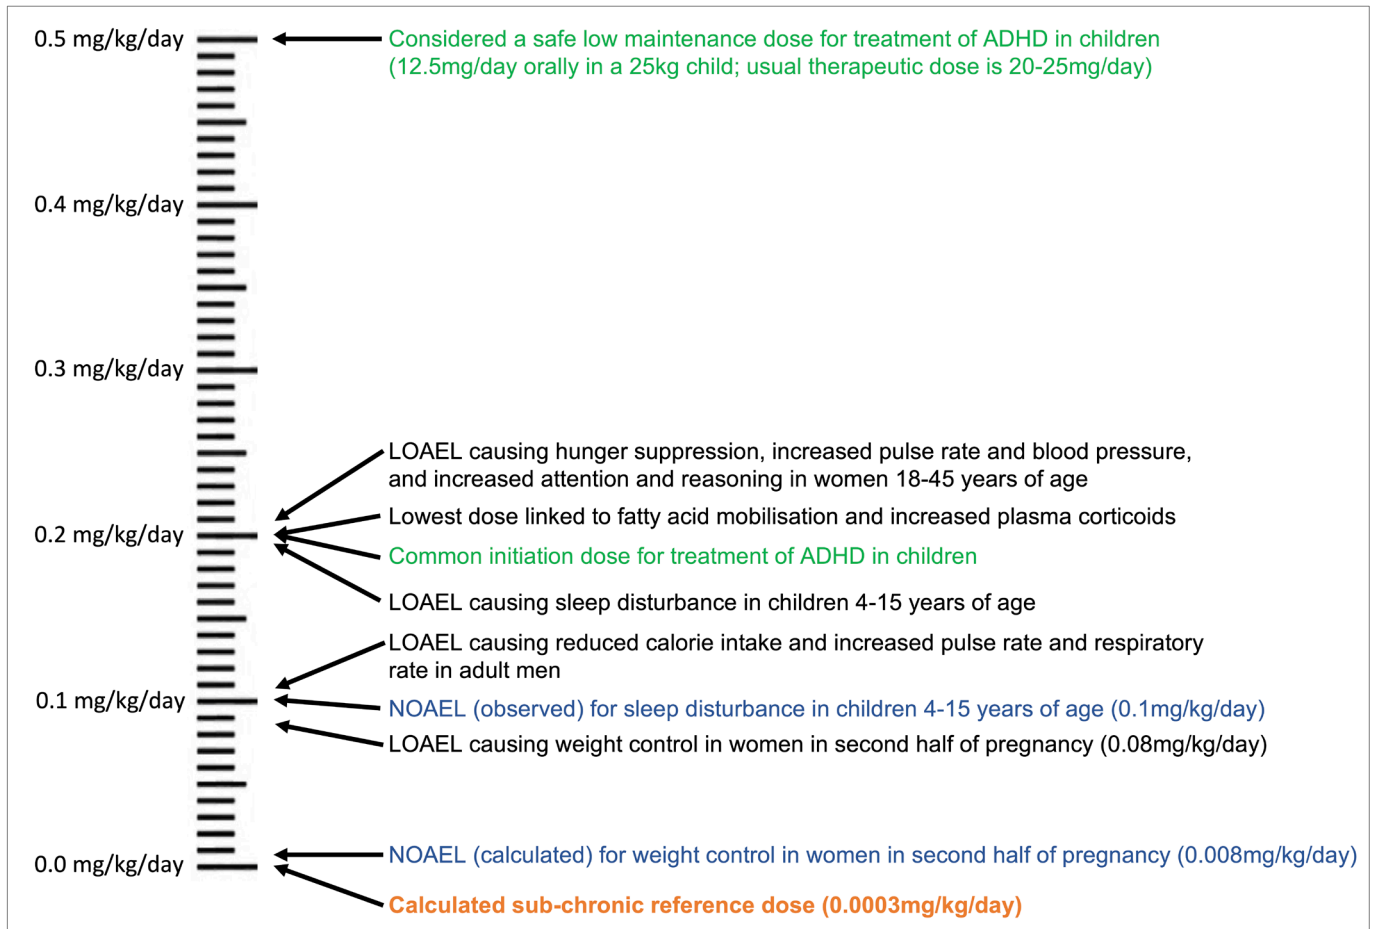 0.5 mg/kg/day
Considered a safe low maintenance dose for treatment of ADHD in children
(12.5mg/day orally in a 25kg child; usual therapeutic dose is 20-25mg/day)
0.4 mg/kg/day
0.3 mg/kg/day
LOAEL causing hunger suppression, increased pulse rate and blood pressure,
and increased attention and reasoning in women 18-45 years of age
Lowest dose linked to fatty acid mobilisation and increased plasma corticoids
0.2 mg/kg/day
Common initiation dose for treatment of ADHD in children
LOAEL causing sleep disturbance in children 4-15 years of age
LOAEL causing reduced calorie intake and increased pulse rate and respiratory
rate in adult men
0.1 mg/kg/day
NOAEL (observed) for sleep disturbance in children 4-15 years of age (0.1mg/kg/day)
LOAEL causing weight control in women in second half of pregnancy (0.08mg/kg/day)
NOAEL (calculated) for weight control in women in second half of pregnancy (0.008mg/kg/day)
0.0 mg/kg/day
Calculated sub-chronic reference dose (0.0003mg/kg/day)